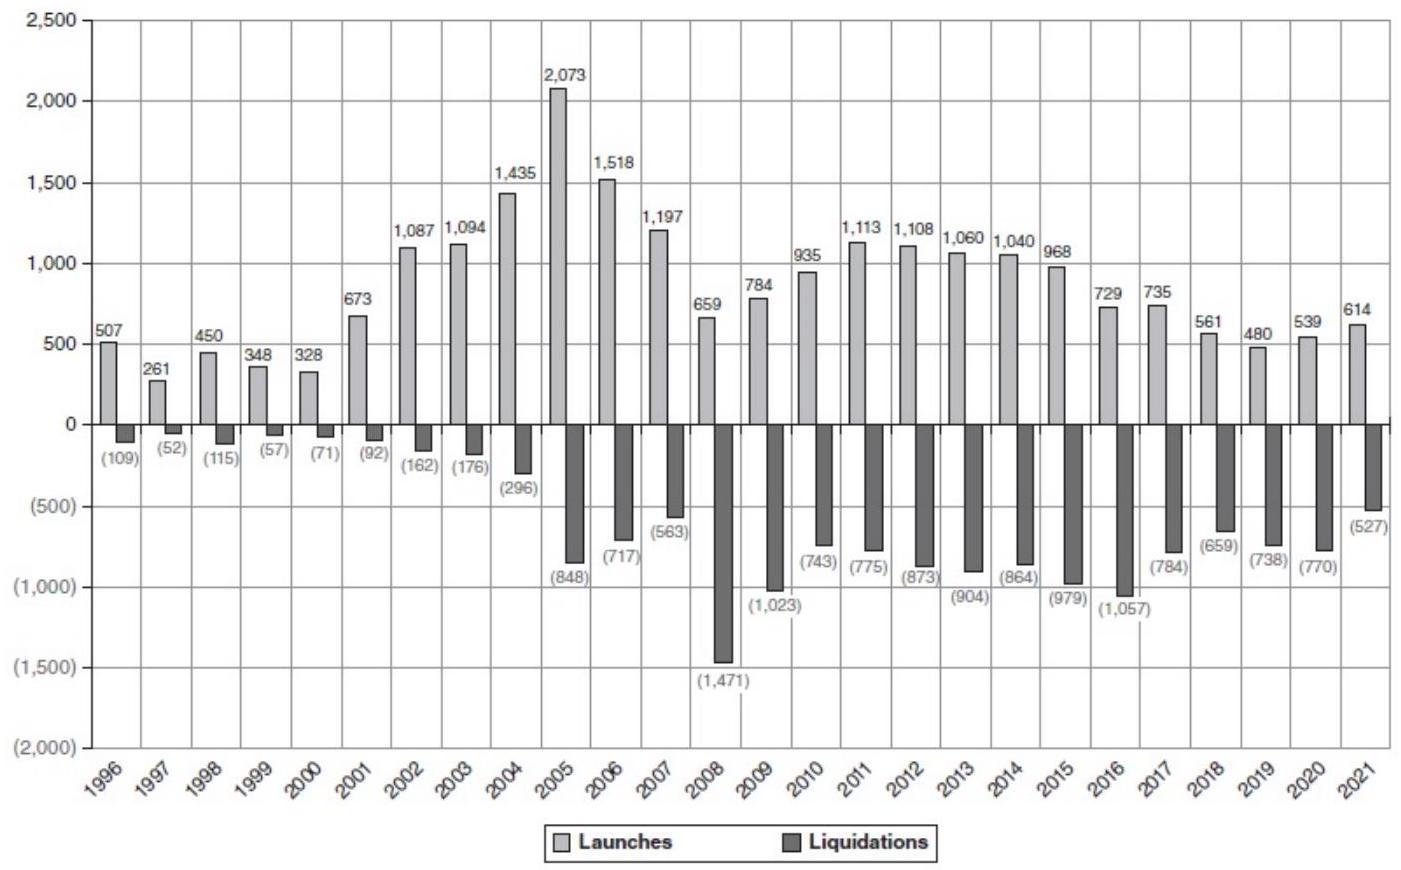 2,500
2,000
1,500
1,000
500
0
(500)
(1,000)
(1,500)
(2,000)
507 261 450 348 328 673 1,087 1,094 1,435 2,073 1,518 1,197 659 784 935 1,113 1,108 1,060 1,040 968 729 735 561 480 539 614
(109) (52) (115) (57) (71) (92) (162) (176) (296) (848) (717) (563) (1,471) (1,023) (743) (775) (873) (904) (864) (979) (1,057) (784) (659) (738) (770) (527)
1996 1997 1998 1999 2000 2001 2002 2003 2004 2005 2006 2007 2008 2009 2010 2011 2012 2013 2014 2015 2016 2017 2018 2019 2020 2021
Launches Liquidations